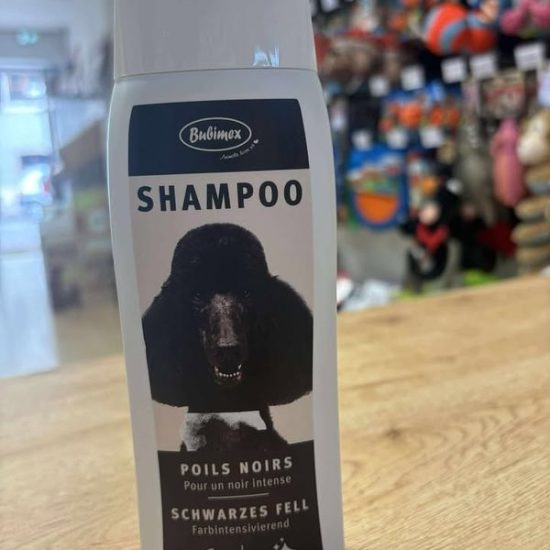 Bubimex
SHAMPOO
POILS NOIRS
Pour un noir intense
SCHWARZES FELL
Farbintensivierend